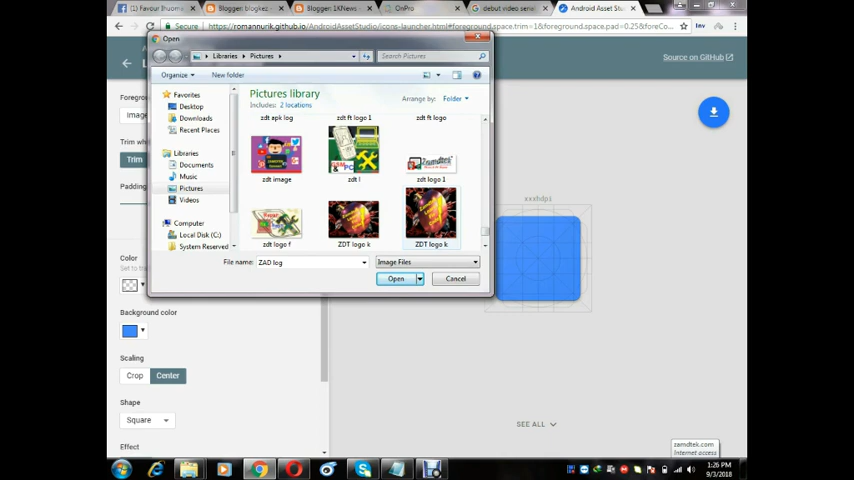 Favour Ihuom
Blogger: blogkez -
Blogger: 1KNews -
OnPro
debut video serw
Android Asset Stu
Secure
https://romannurik.github.io/AndroidAssetStudio/icons-launcher.html#foreground.space.trim=1&foreground.space.pad=0.25&foreCo
Open
Libraries
Pictures
Search Pictures
Source on GitHub
Organize
New folder
Foregro
Image
Trim wh
Trim
Padding
Favorites
Desktop
Downloads
Recent Places
Libraries
Documents
Music
Pictures
Videos
Computer
Local Disk (C:)
System Reserved
Pictures library
Includes: 2 locations
Arrange by: Folder
zdt apk log
zdt ft logo 1
zdt ft logo
zdt image
zdt l
zdt logo 1
zdt logo f
ZDT logo k
ZDT logo k
File name: ZAD log
Image Files
Open
Cancel
xxxhdpi
Color
Set to tra
Background color
Scaling
Crop
Center
Shape
Square
Effect
SEE ALL
zamdtek.com
Internet access
1:26 PM
9/3/2018